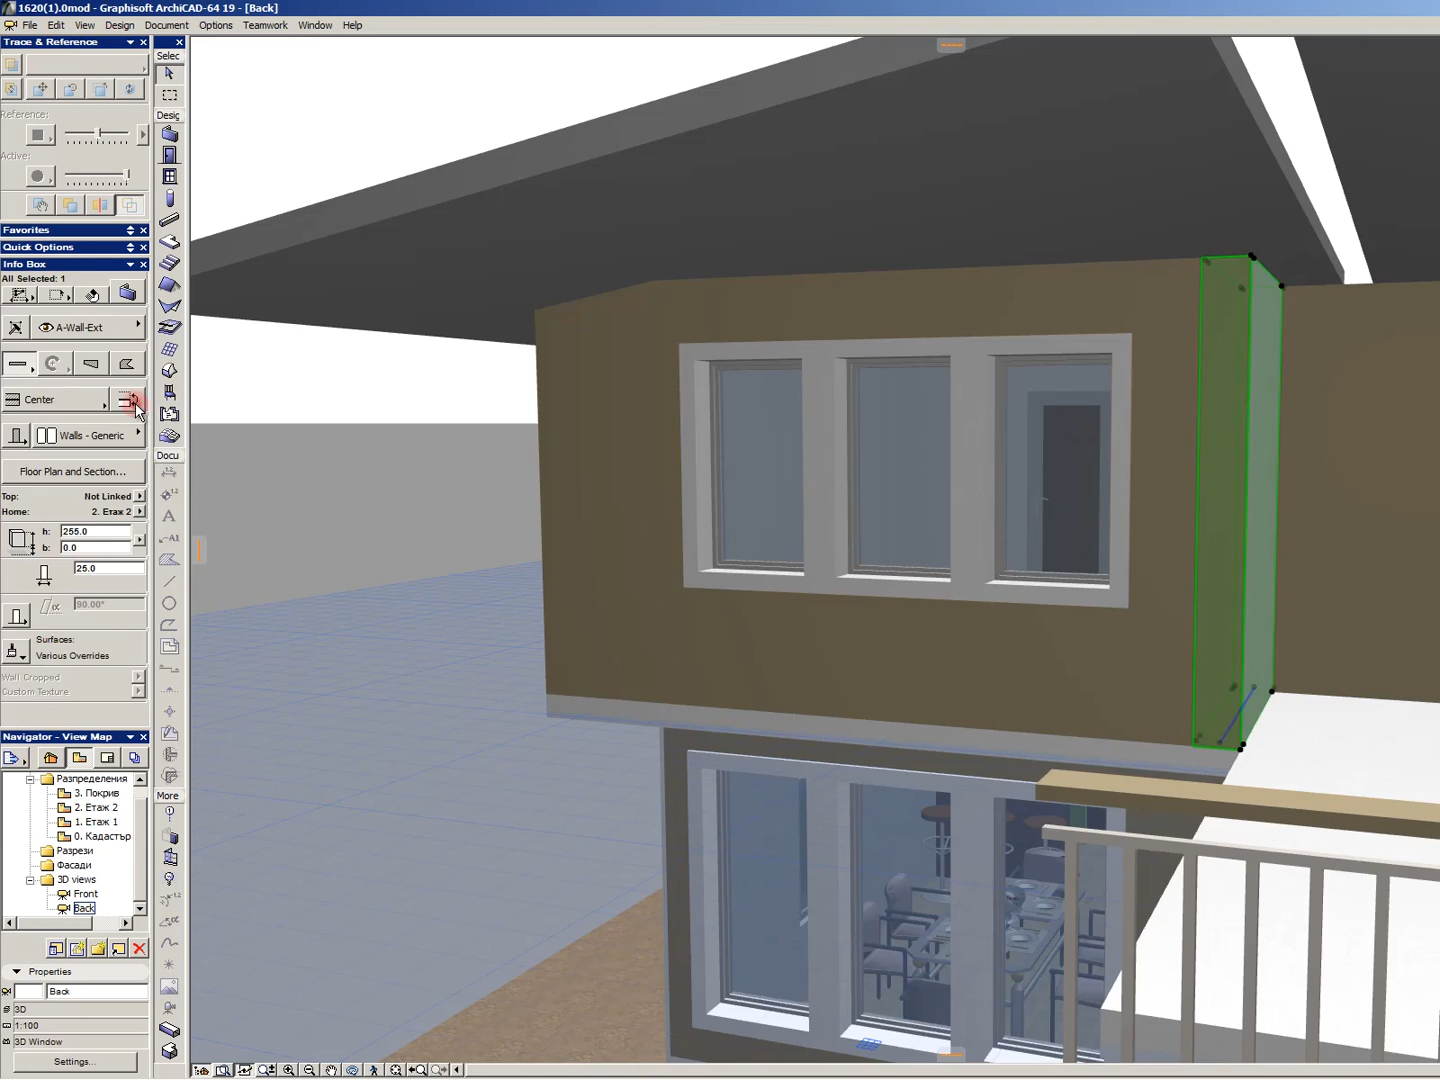 1620(1).0mod - Graphisoft ArchiCAD-64 19 - [Back]
File Edit View Design Document Options Teamwork Window Help
Trace & Reference
Selec
Reference:
Desig
Active:
Favorites
Quick Options
Info Box
All Selected: 1
A-Wall-Ext
Center
Walls - Generic
Docu
Floor Plan and Section...
Top: Not Linked
Home: 2. Етаж 2
h: 255.0
b: 0.0
25.0
α 90.00°
Surfaces:
Various Overrides
Wall Cropped
Custom Texture
Navigator - View Map
Разпределения
3. Покрив
More
2. Етаж 2
1. Етаж 1
0. Кадастър
Разрези
Фасади
3D views
Front
Back
Properties
Back
3D
1:100
3D Window
Settings...